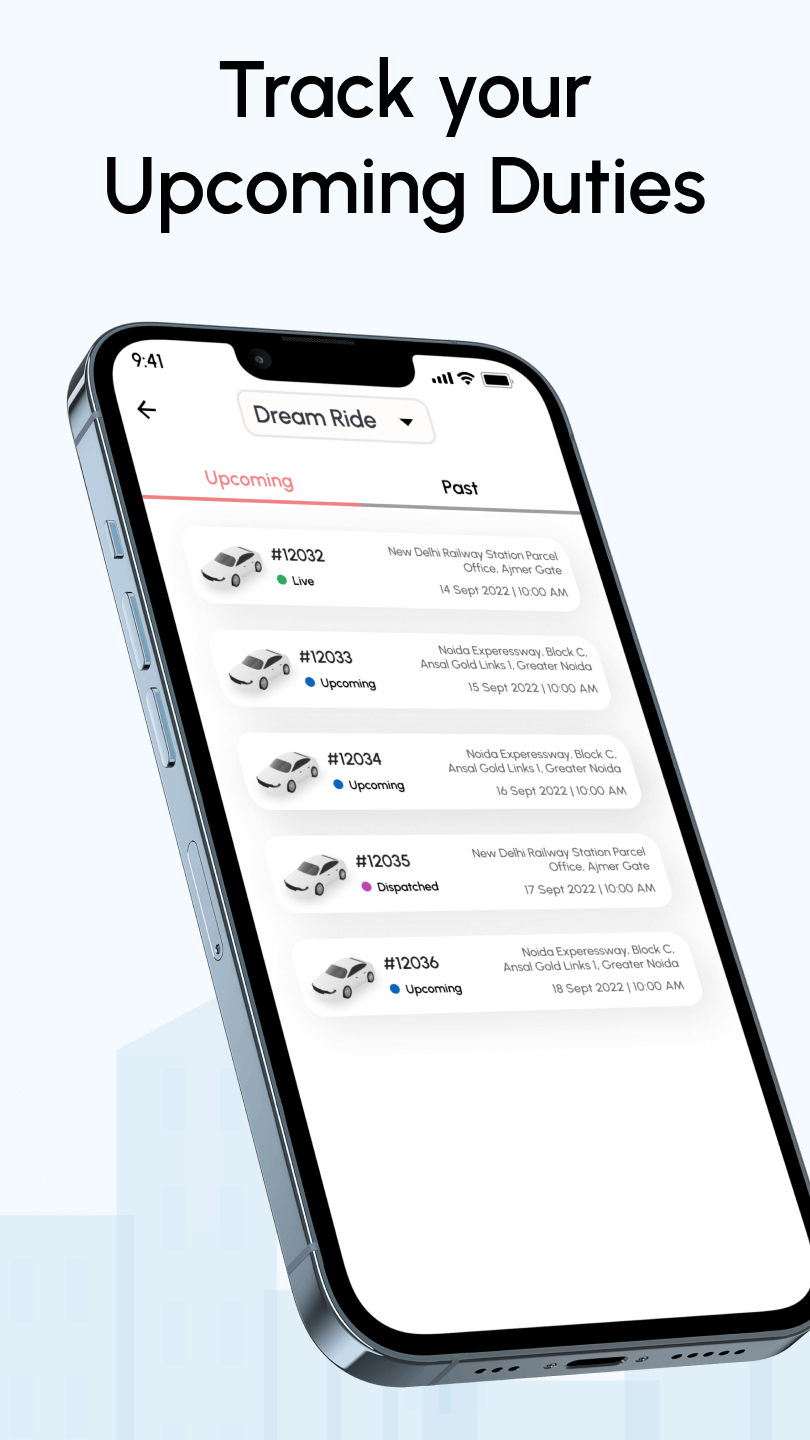 Track your
Upcoming Duties
9:41
Dream Ride
Upcoming
Past
#12032
Live
New Delhi Railway Station Parcel
Office, Ajmer Gate
14 Sept 2022 | 10:00 AM
#12033
Upcoming
Noida Experessway, Block C,
Ansal Gold Links 1, Greater Noida
15 Sept 2022 | 10:00 AM
#12034
Upcoming
Noida Experessway, Block C,
Ansal Gold Links 1, Greater Noida
16 Sept 2022 | 10:00 AM
#12035
Dispatched
New Delhi Railway Station Parcel
Office, Ajmer Gate
17 Sept 2022 | 10:00 AM
#12036
Upcoming
Noida Experessway, Block C,
Ansal Gold Links 1, Greater Noida
18 Sept 2022 | 10:00 AM